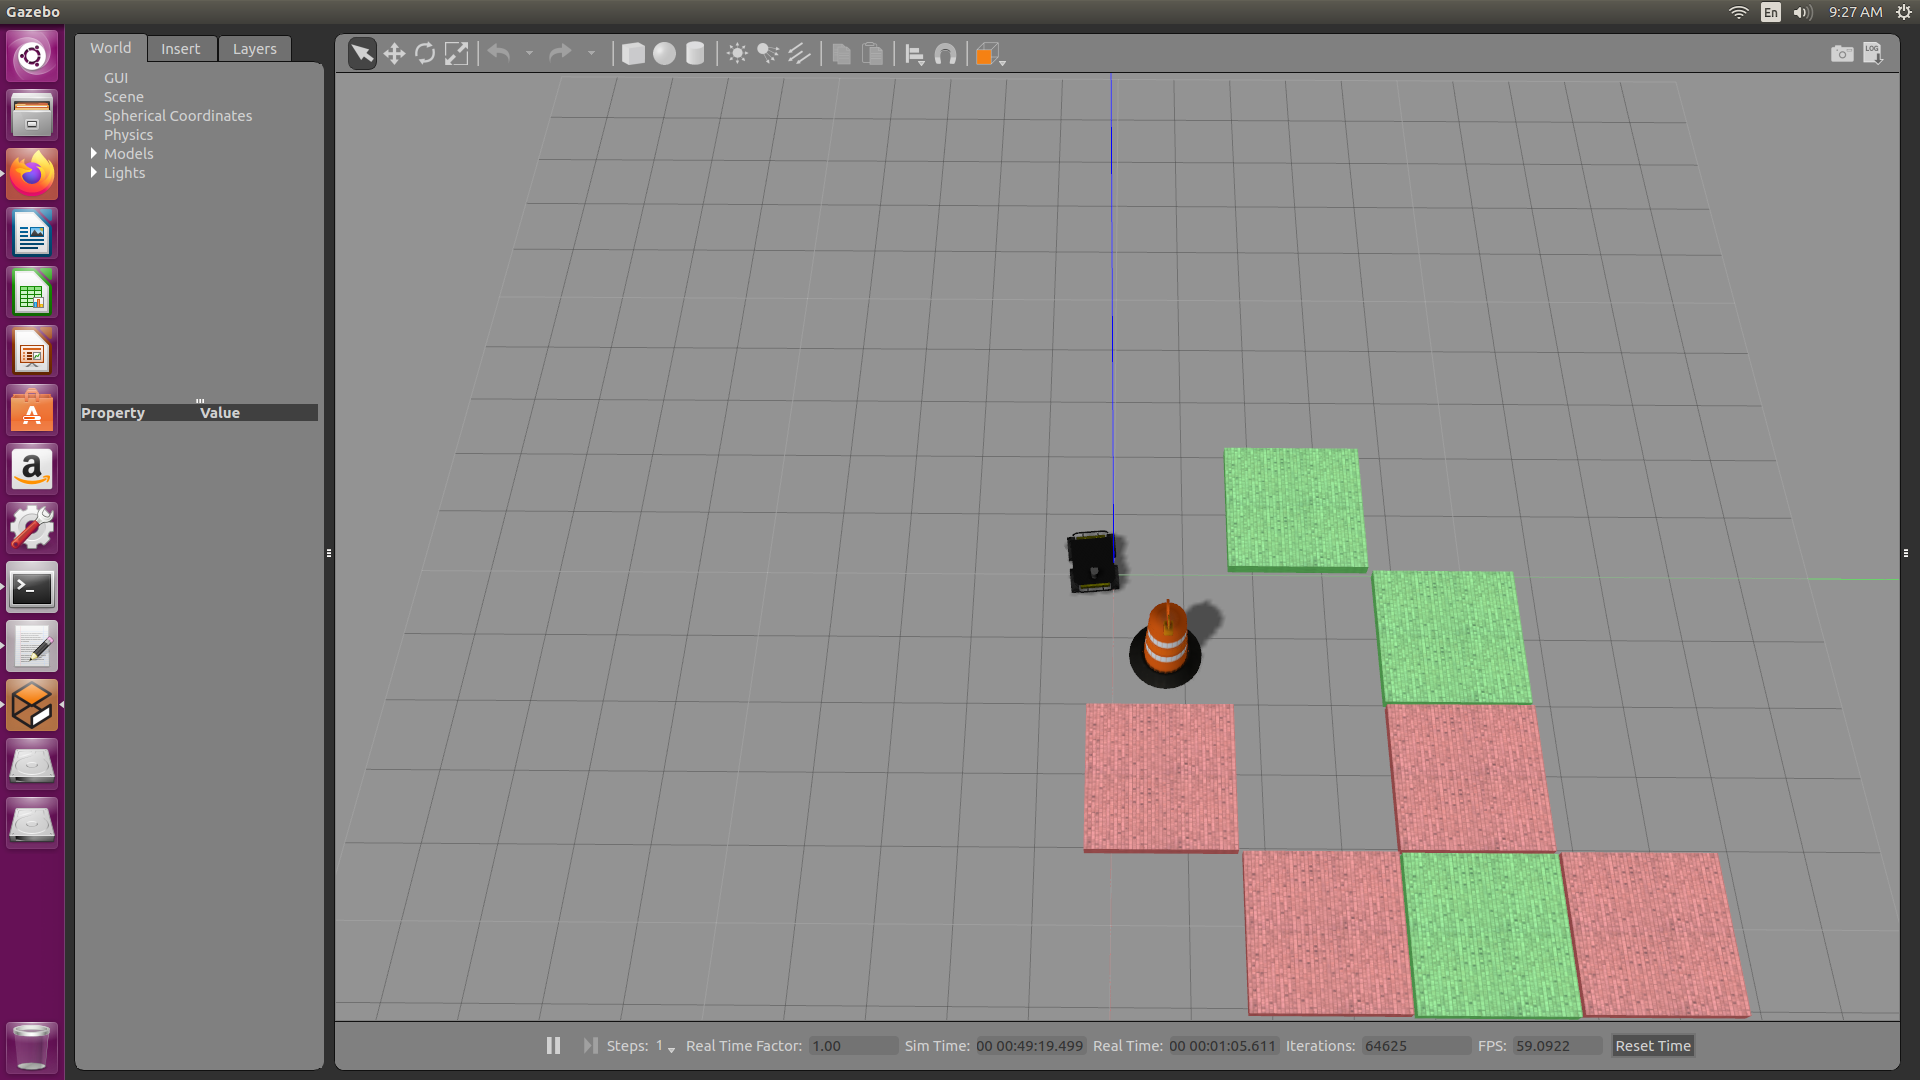 Gazebo
En
9:27 AM
World Insert Layers
LOG
GUI
Scene
Spherical Coordinates
Physics
Models
Lights
Property Value
a
Steps: 1 Real Time Factor: 1.00 Sim Time: 00 00:49:19.499 Real Time: 00 00:01:05.611 Iterations: 64625 FPS: 59.0922 Reset Time